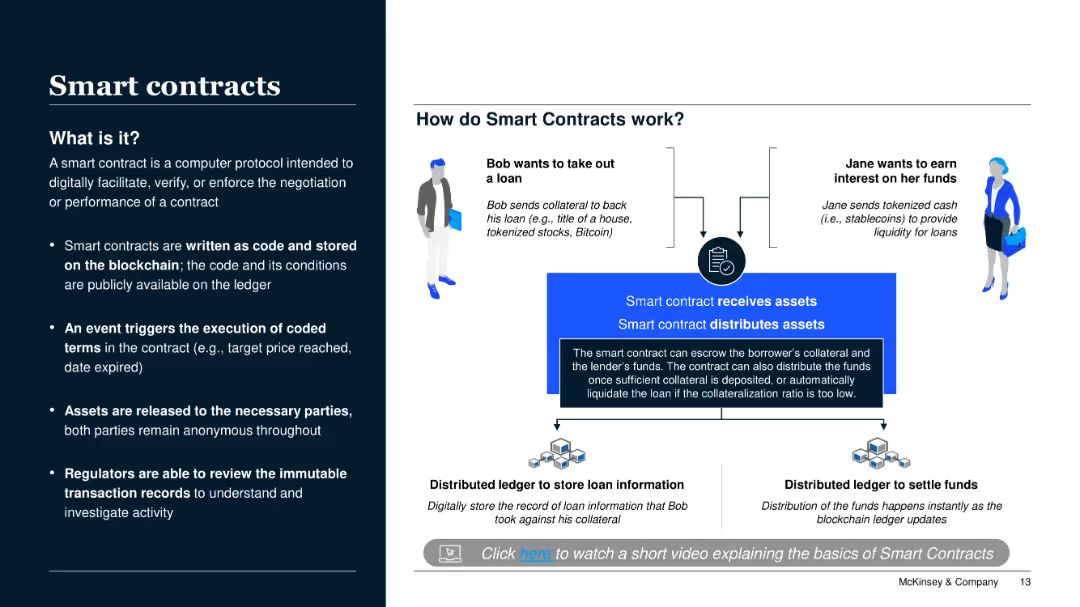 Smart contracts
What is it?
A smart contract is a computer protocol intended to
digitally facilitate, verify, or enforce the negotiation
or performance of a contract
• Smart contracts are written as code and stored
on the blockchain; the code and its conditions
are publicly available on the ledger
• An event triggers the execution of coded
terms in the contract (e.g., target price reached,
date expired)
• Assets are released to the necessary parties,
both parties remain anonymous throughout
• Regulators are able to review the immutable
transaction records to understand and
investigate activity
How do Smart Contracts work?
Bob wants to take out
a loan
Bob sends collateral to back
his loan (e.g., title of a house,
tokenized stocks, Bitcoin)
Jane wants to earn
interest on her funds
Jane sends tokenized cash
(i.e., stablecoins) to provide
liquidity for loans
Smart contract receives assets
Smart contract distributes assets
The smart contract can escrow the borrower's collateral and
the lender's funds. The contract can also distribute the funds
once sufficient collateral is deposited, or automatically
liquidate the loan if the collateralization ratio is too low.
Distributed ledger to store loan information
Digitally store the record of loan information that Bob
took against his collateral
Distributed ledger to settle funds
Distribution of the funds happens instantly as the
blockchain ledger updates
Click here to watch a short video explaining the basics of Smart Contracts
McKinsey & Company 13